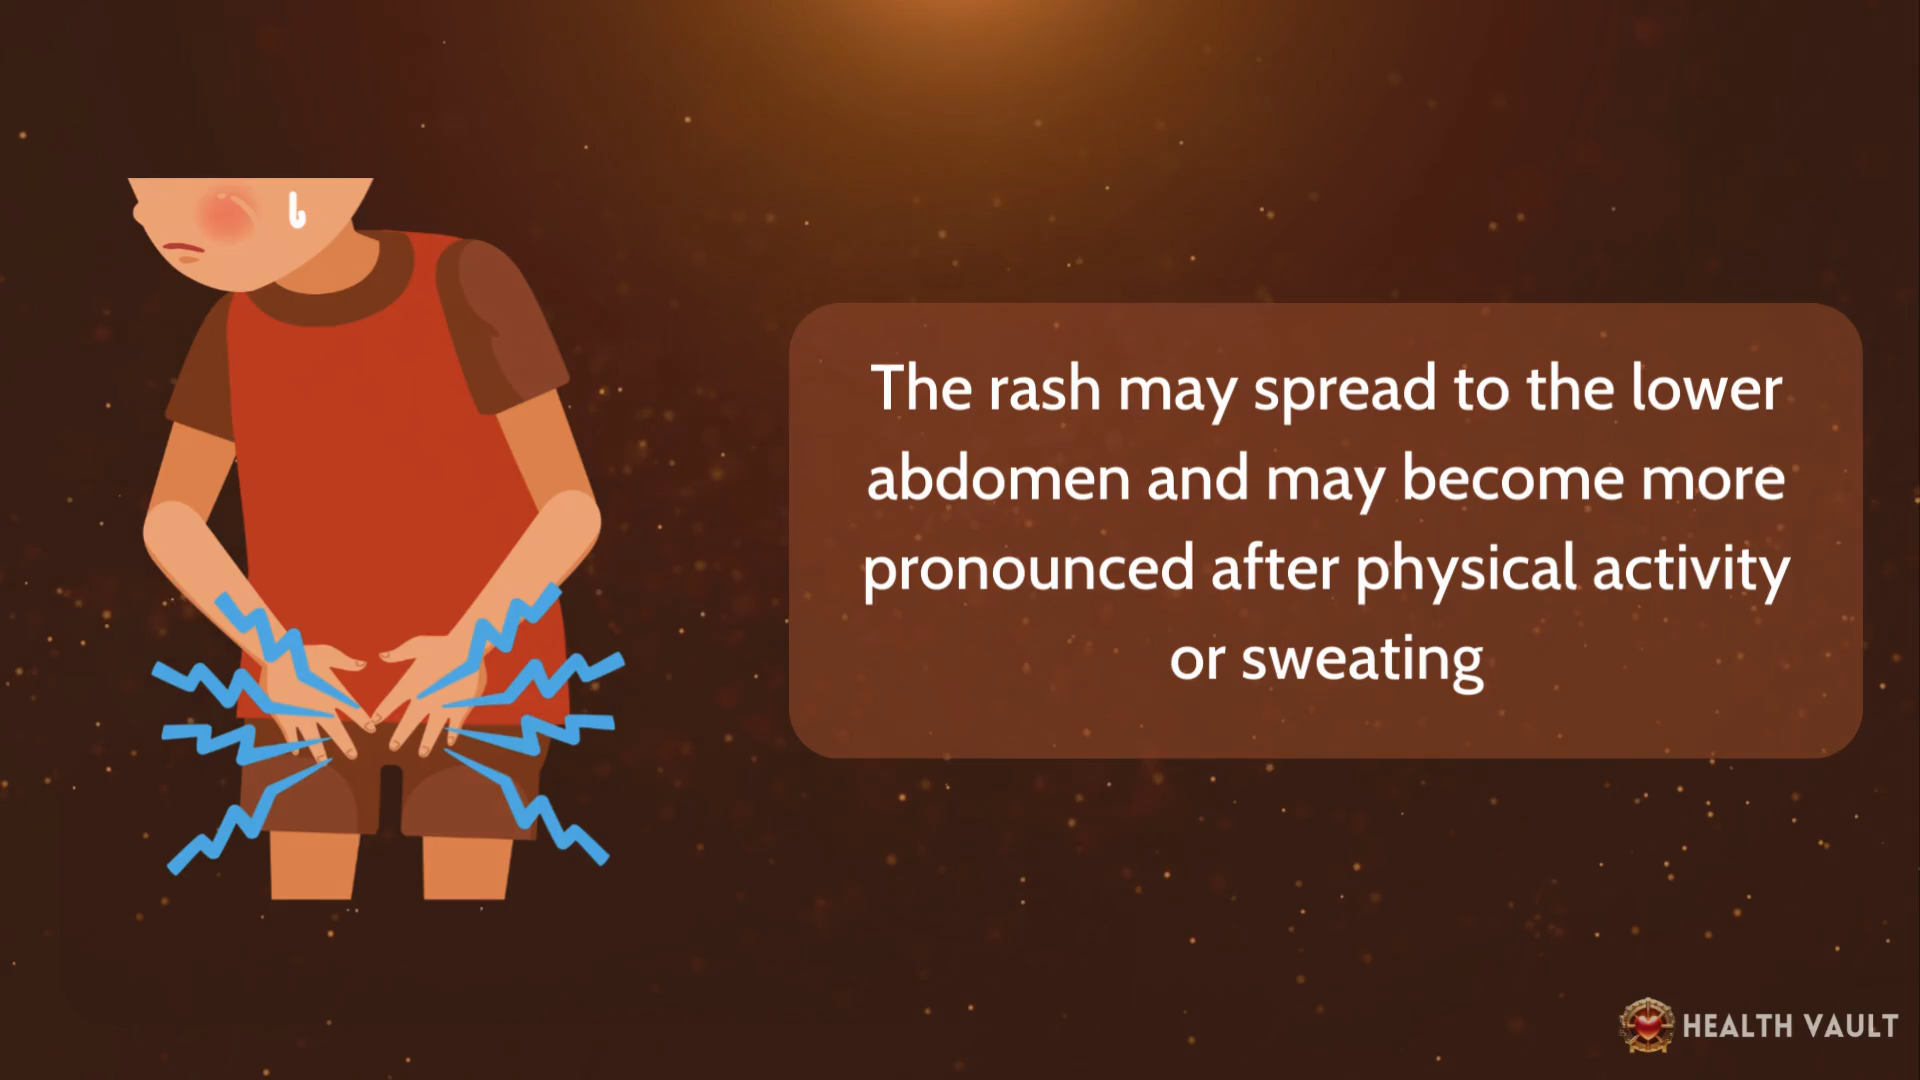 The rash may spread to the lower
abdomen and may become more
pronounced after physical activity
or sweating
HEALTH VAULT